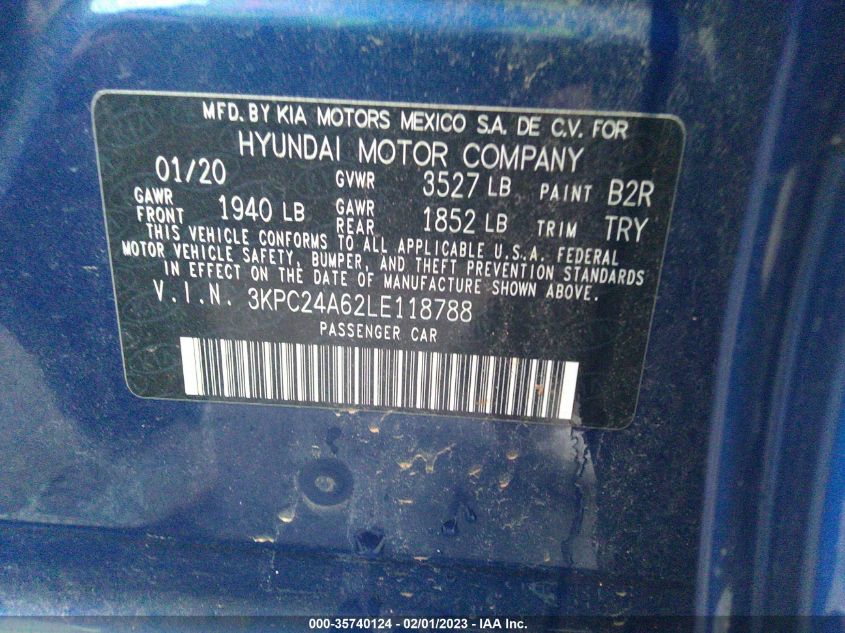 MFD. BY KIA MOTORS MEXICO S.A. DE C.V. FOR
HYUNDAI MOTOR COMPANY
01/20 GVWR 3527 LB PAINT B2R
GAWR FRONT 1940 LB GAWR REAR 1852 LB TRIM TRY
THIS VEHICLE CONFORMS TO ALL APPLICABLE U.S.A. FEDERAL
MOTOR VEHICLE SAFETY, BUMPER, AND THEFT PREVENTION STANDARDS
IN EFFECT ON THE DATE OF MANUFACTURE SHOWN ABOVE.
V.I.N. 3KPC24A62LE118788
PASSENGER CAR
000-35740124 - 02/01/2023 - IAA Inc.